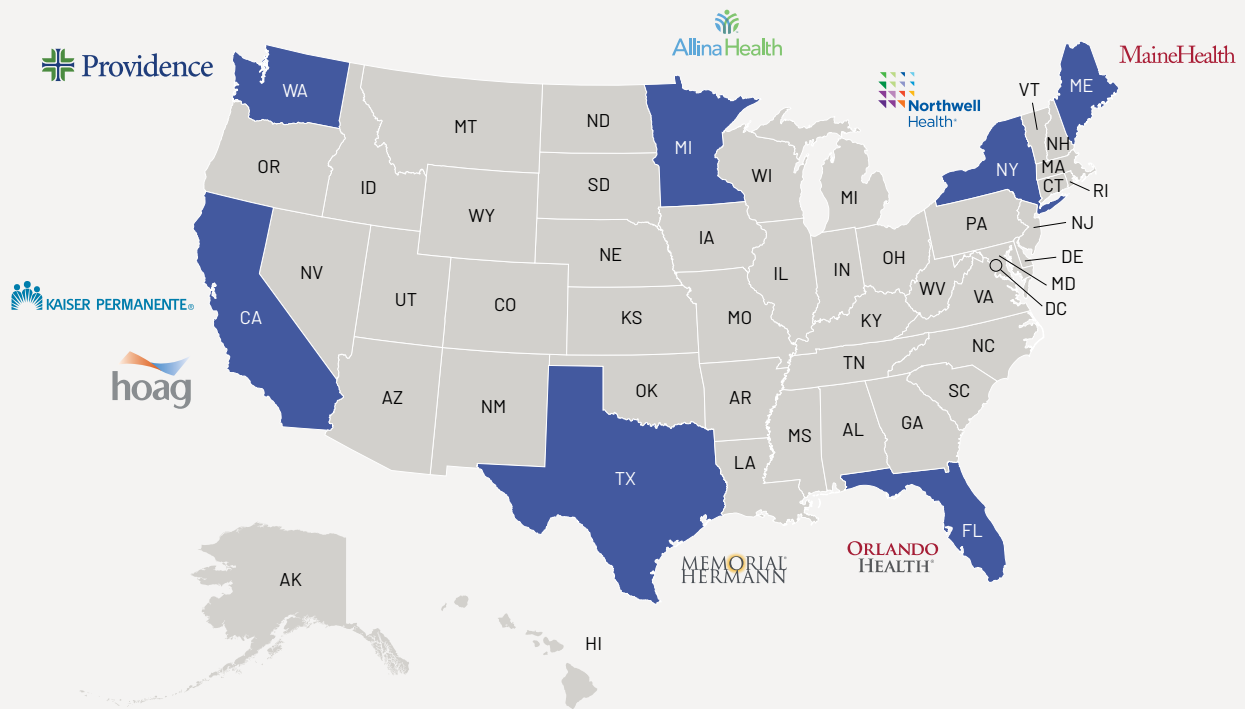 AllinaHealth
Providence
MaineHealth
Northwell
Health
KAISER PERMANENTE®
hoag
MEMORIAL®
HERMANN
ORLANDO
HEALTH®
WA
OR
CA
ID
NV
MT
WY
UT
AZ
CO
NM
ND
SD
NE
KS
OK
TX
MI
IA
MO
AR
LA
WI
IL
MS
MI
IN
OH
KY
TN
AL
GA
FL
SC
NC
VA
WV
PA
NY
VT
NH
ME
MA
CT
RI
NJ
DE
MD
DC
AK
HI